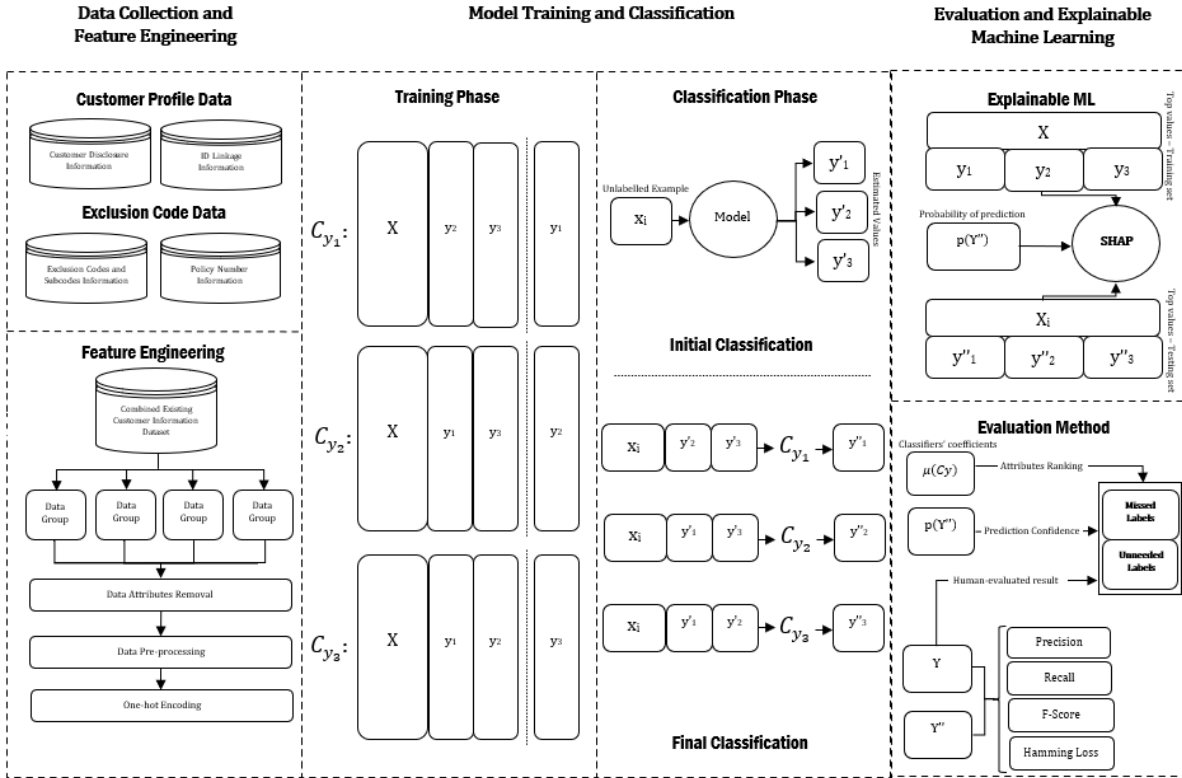 Data Collection and
Feature Engineering
Model Training and Classification
Evaluation and Explainable
Machine Learning
Customer Profile Data
Customer Disclosure
Information
ID Linkage
Information
Exclusion Code Data
Exclusion Codes and
Subcodes Information
Policy Number
Information
Feature Engineering
Combined Existing
Customer Information
Dataset
Data
Group
Data
Group
Data
Group
Data
Group
Data Attributes Removal
Data Pre-processing
One-hot Encoding
Training Phase
C_y₁: X y₂ y₃ y₁
C_y₂: X y₁ y₃ y₂
C_y₃: X y₁ y₂ y₃
Classification Phase
Unlabelled Example
Xᵢ
Model
y'₁
y'₂
y'₃
Estimated Values
Initial Classification
Xᵢ y'₂ y'₃ C_y₁ y''₁
Xᵢ y'₁ y'₃ C_y₂ y''₂
Xᵢ y'₁ y'₂ C_y₃ y''₃
Final Classification
Explainable ML
X
y₁ y₂ y₃
Top values – Training set
Probability of prediction
p(Y'')
SHAP
Xᵢ
y''₁ y''₂ y''₃
Top values – Testing set
Evaluation Method
Classifiers' coefficients
μ(Cy)
Attributes Ranking
p(Y'')
Prediction Confidence
Missed
Labels
Unneeded
Labels
Human-evaluated result
Y
Y''
Precision
Recall
F-Score
Hamming Loss